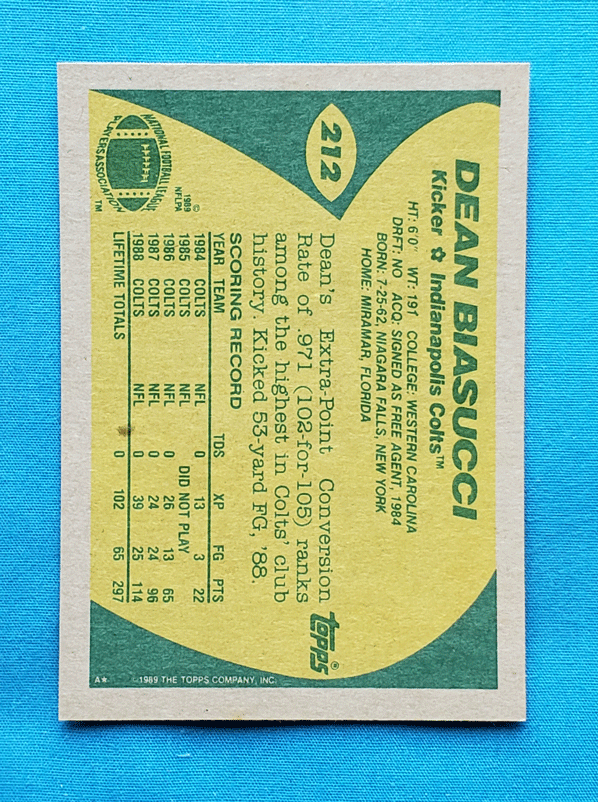 212
DEAN BIASUCCI
Kicker ✩ Indianapolis Colts™
HT: 6'0" WT: 191 COLLEGE: WESTERN CAROLINA
DRFT: NO ACQ: SIGNED AS FREE AGENT, 1984
BORN: 7-25-62, NIAGARA FALLS, NEW YORK
HOME: MIRAMAR, FLORIDA
Dean's Extra-Point Conversion
Rate of .971 (102-for-105) ranks
among the highest in Colts' club
history. Kicked 53-yard FG, '88.
topps®
SCORING RECORD
YEAR TEAM TDS XP FG PTS
1984 COLTS NFL 0 13 3 22
1985 COLTS DID NOT PLAY
1986 COLTS NFL 0 26 13 65
1987 COLTS NFL 0 24 24 96
1988 COLTS NFL 0 39 25 114
LIFETIME TOTALS 0 102 65 297
NATIONAL FOOTBALL LEAGUE
PLAYERS ASSOCIATION
™
©
1989
NFLPA
©1989 THE TOPPS COMPANY, INC.
A*